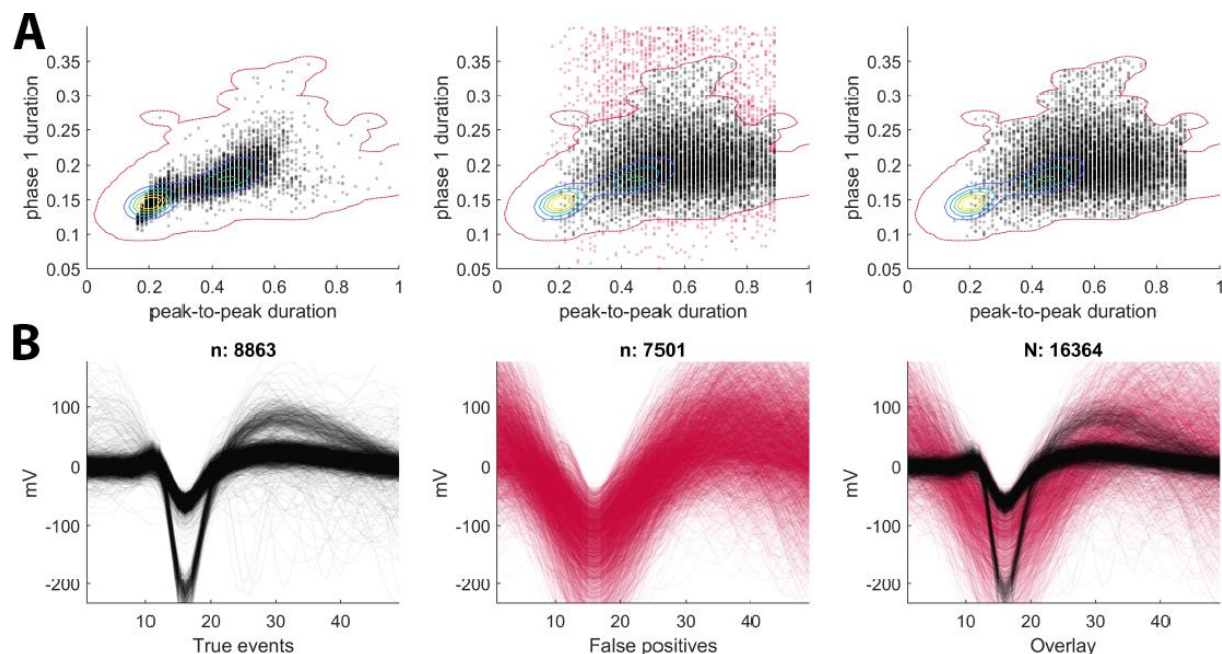 A
phase 1 duration
0.35
0.3
0.25
0.2
0.15
0.1
0.05
0 0.2 0.4 0.6 0.8 1
peak-to-peak duration
phase 1 duration
0.35
0.3
0.25
0.2
0.15
0.1
0.05
0 0.2 0.4 0.6 0.8 1
peak-to-peak duration
phase 1 duration
0.35
0.3
0.25
0.2
0.15
0.1
0.05
0 0.2 0.4 0.6 0.8 1
peak-to-peak duration
B
n: 8863
mV
100
0
-100
-200
10 20 30 40
True events
n: 7501
mV
100
0
-100
-200
10 20 30 40
False positives
N: 16364
mV
100
0
-100
-200
10 20 30 40
Overlay